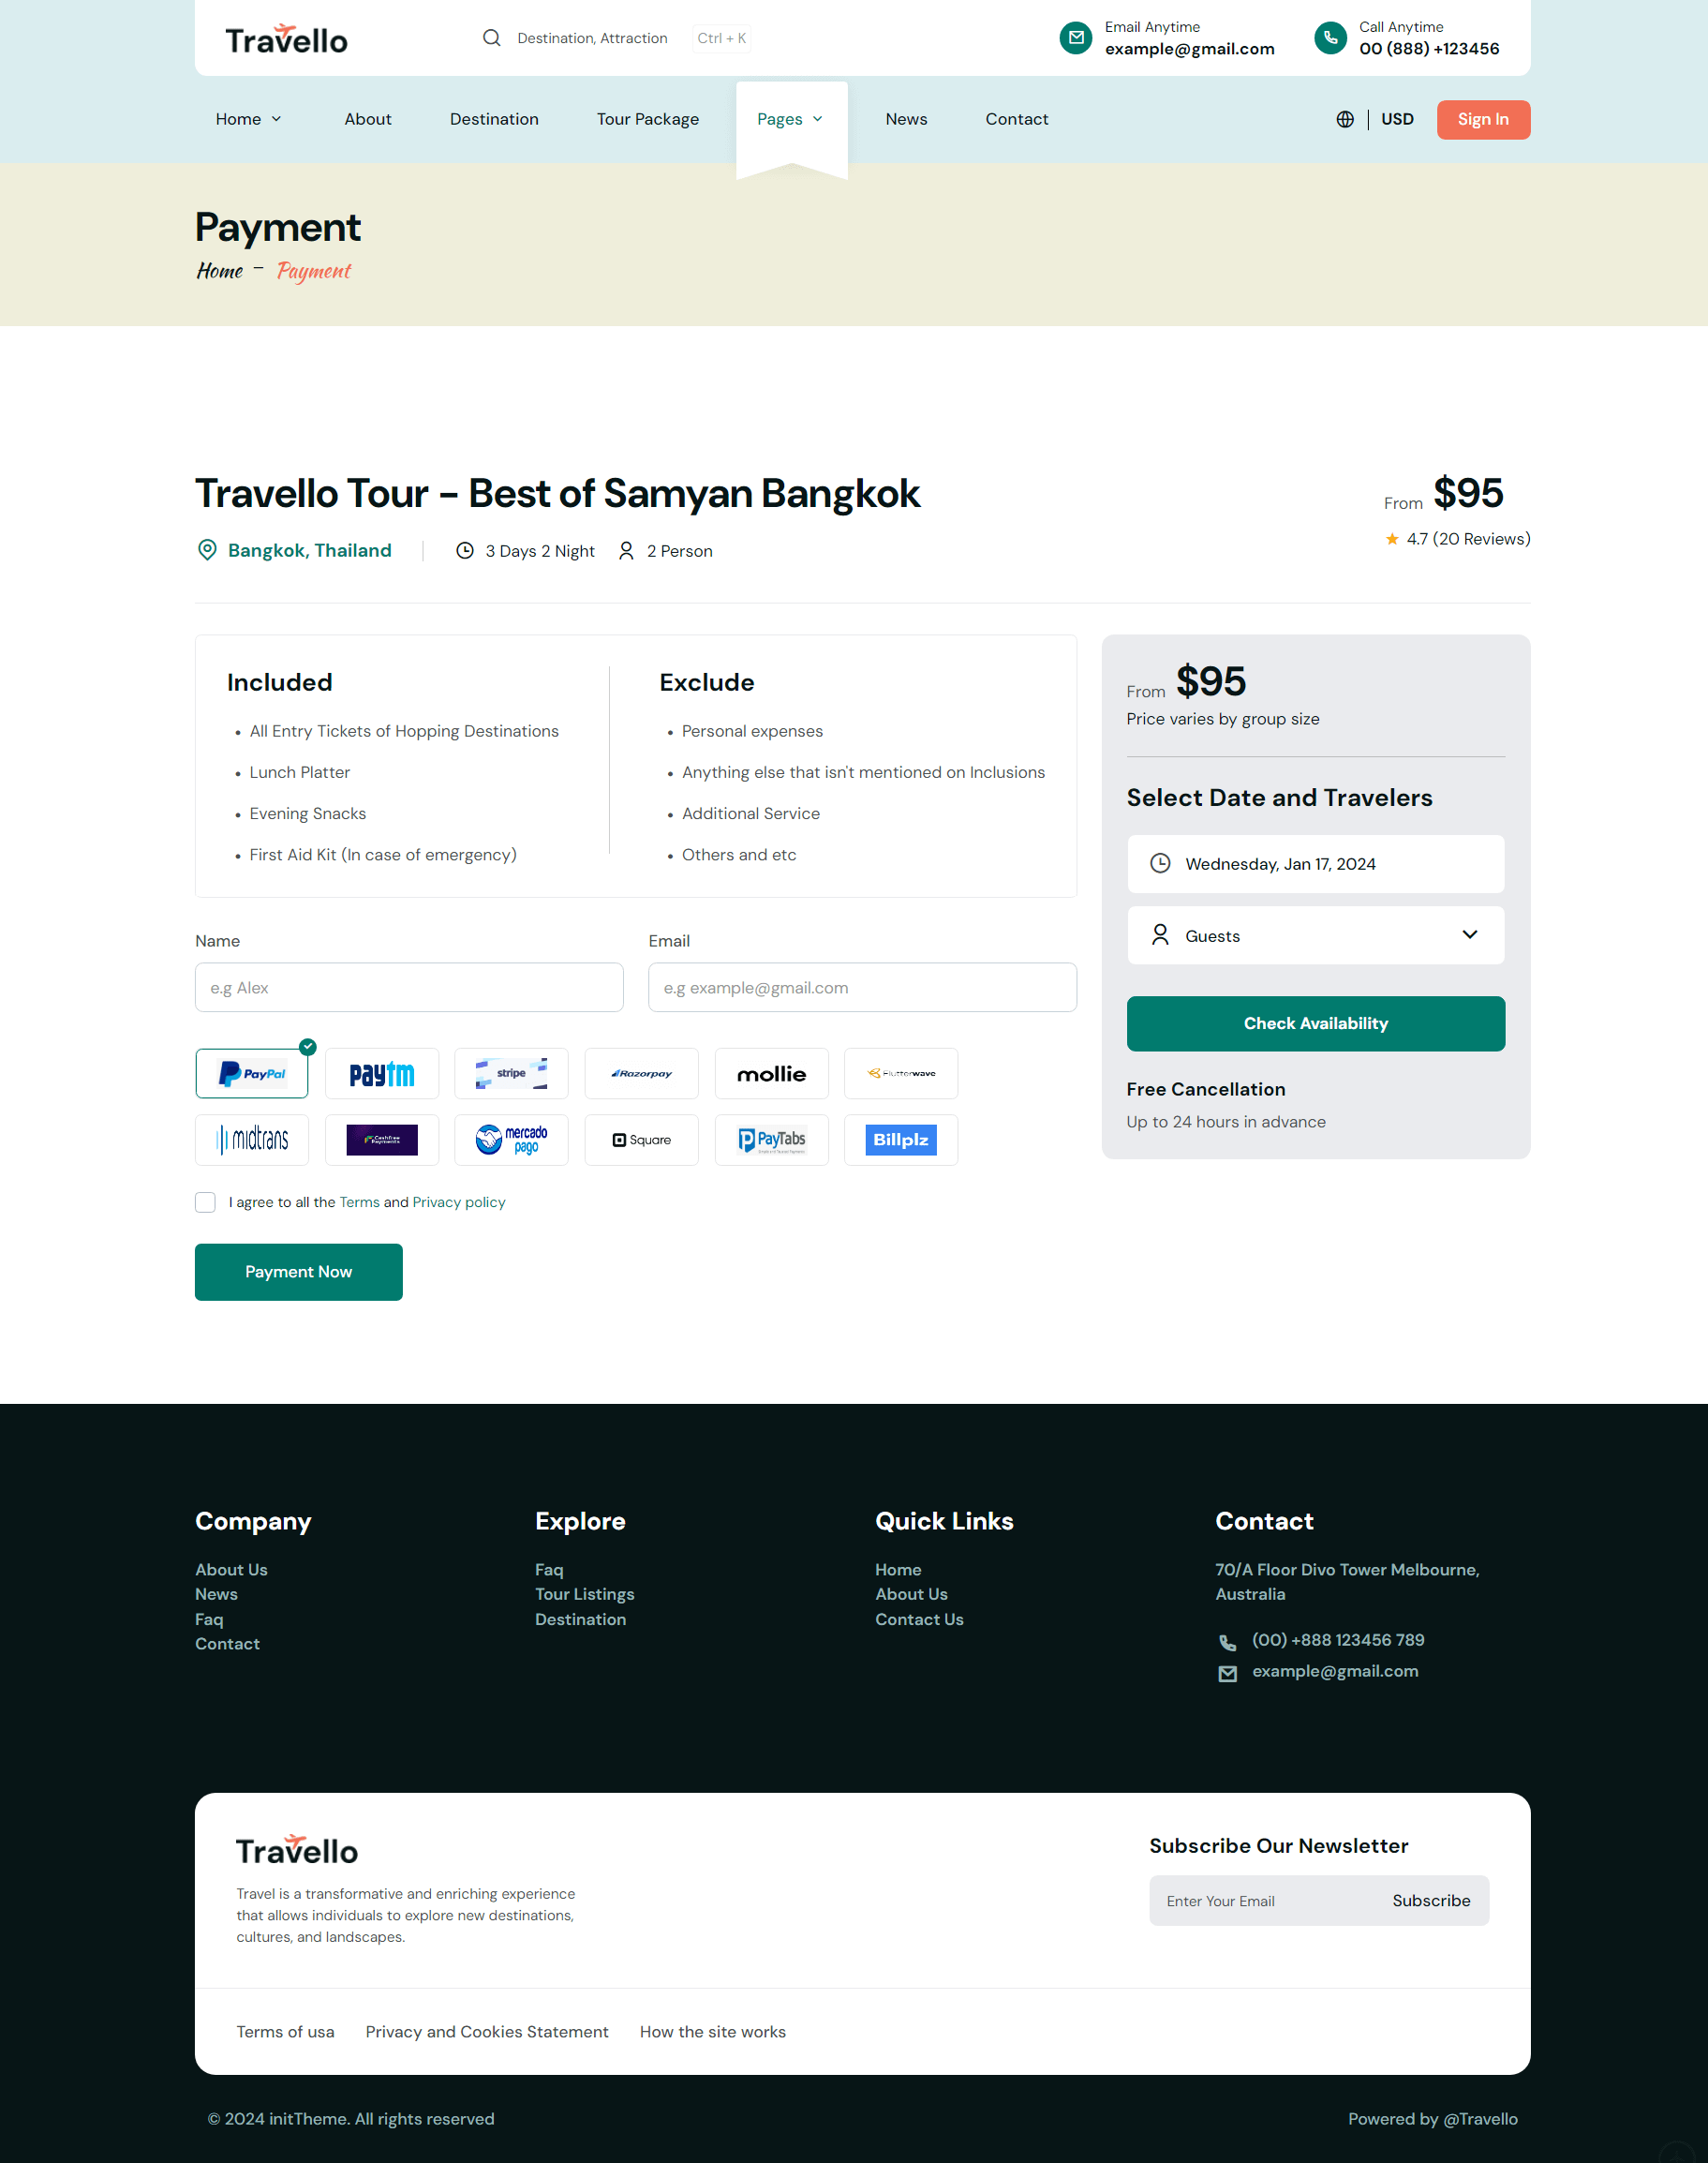 Travello
Destination, Attraction
Ctrl + K
Email Anytime
example@gmail.com
Call Anytime
00 (888) +123456
Home
About
Destination
Tour Package
Pages
News
Contact
USD
Sign In
Payment
Home – Payment
Travello Tour - Best of Samyan Bangkok
From $95
Bangkok, Thailand
3 Days 2 Night
2 Person
4.7 (20 Reviews)
Included
All Entry Tickets of Hopping Destinations
Lunch Platter
Evening Snacks
First Aid Kit (In case of emergency)
Exclude
Personal expenses
Anything else that isn't mentioned on Inclusions
Additional Service
Others and etc
From $95
Price varies by group size
Select Date and Travelers
Wednesday, Jan 17, 2024
Guests
Check Availability
Free Cancellation
Up to 24 hours in advance
Name
e.g Alex
Email
e.g example@gmail.com
PayPal
paytm
stripe
Razorpay
mollie
Flutterwave
midtrans
Cashfree
Payments
mercado
pago
Square
PayTabs
Billplz
I agree to all the Terms and Privacy policy
Payment Now
Company
About Us
News
Faq
Contact
Explore
Faq
Tour Listings
Destination
Quick Links
Home
About Us
Contact Us
Contact
70/A Floor Divo Tower Melbourne,
Australia
(00) +888 123456 789
example@gmail.com
Travello
Travel is a transformative and enriching experience
that allows individuals to explore new destinations,
cultures, and landscapes.
Subscribe Our Newsletter
Enter Your Email
Subscribe
Terms of usa
Privacy and Cookies Statement
How the site works
© 2024 initTheme. All rights reserved
Powered by @Travello